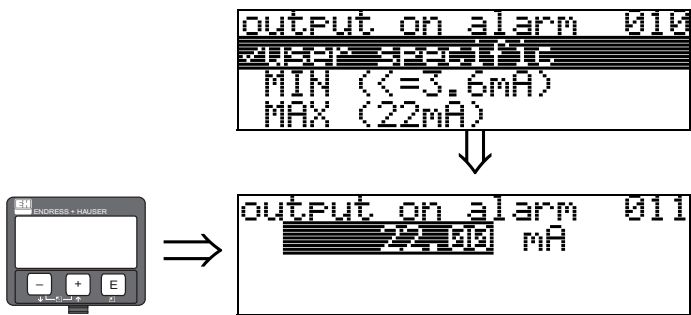 output on alarm 010
✓user specific
MIN (<=3.6mA)
MAX (22mA)
EH
ENDRESS + HAUSER
– + E
output on alarm 011
22.00 mA